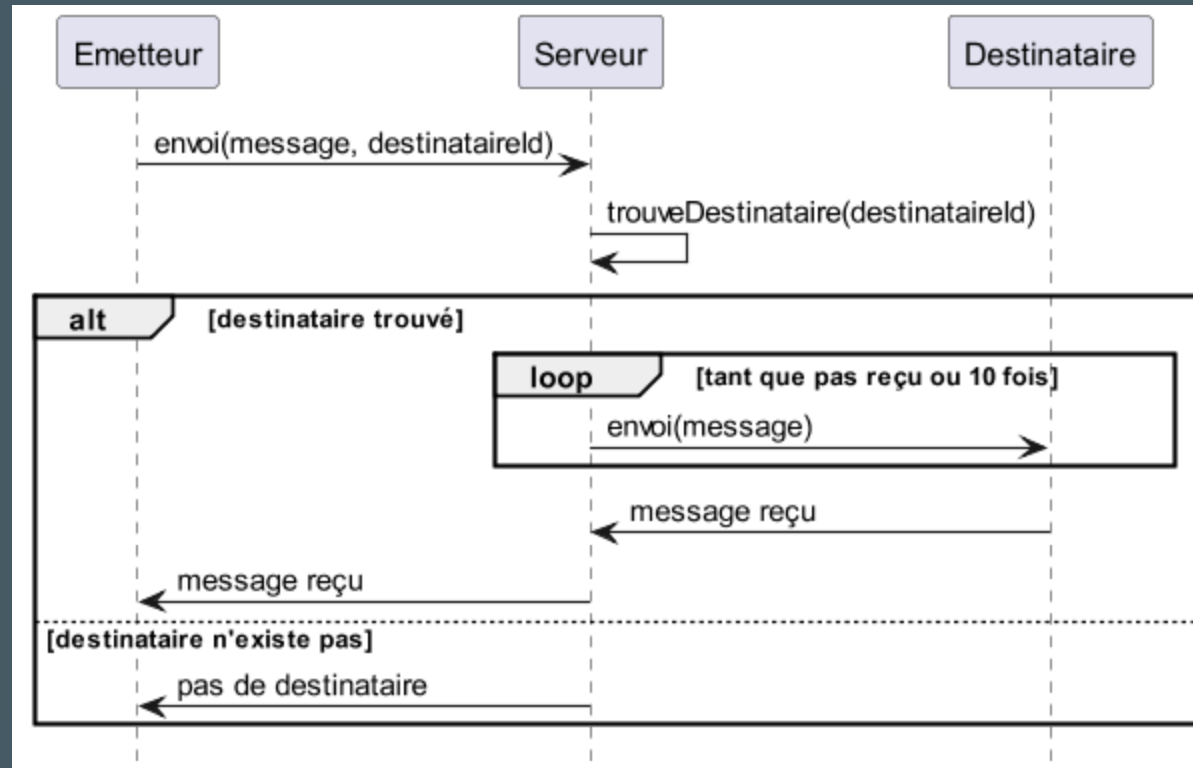 Emetteur Serveur Destinataire
envoi(message, destinataireId)
trouveDestinataire(destinataireId)
alt [destinataire trouvé]
loop [tant que pas reçu ou 10 fois]
envoi(message)
message reçu
message reçu
[destinataire n'existe pas]
pas de destinataire